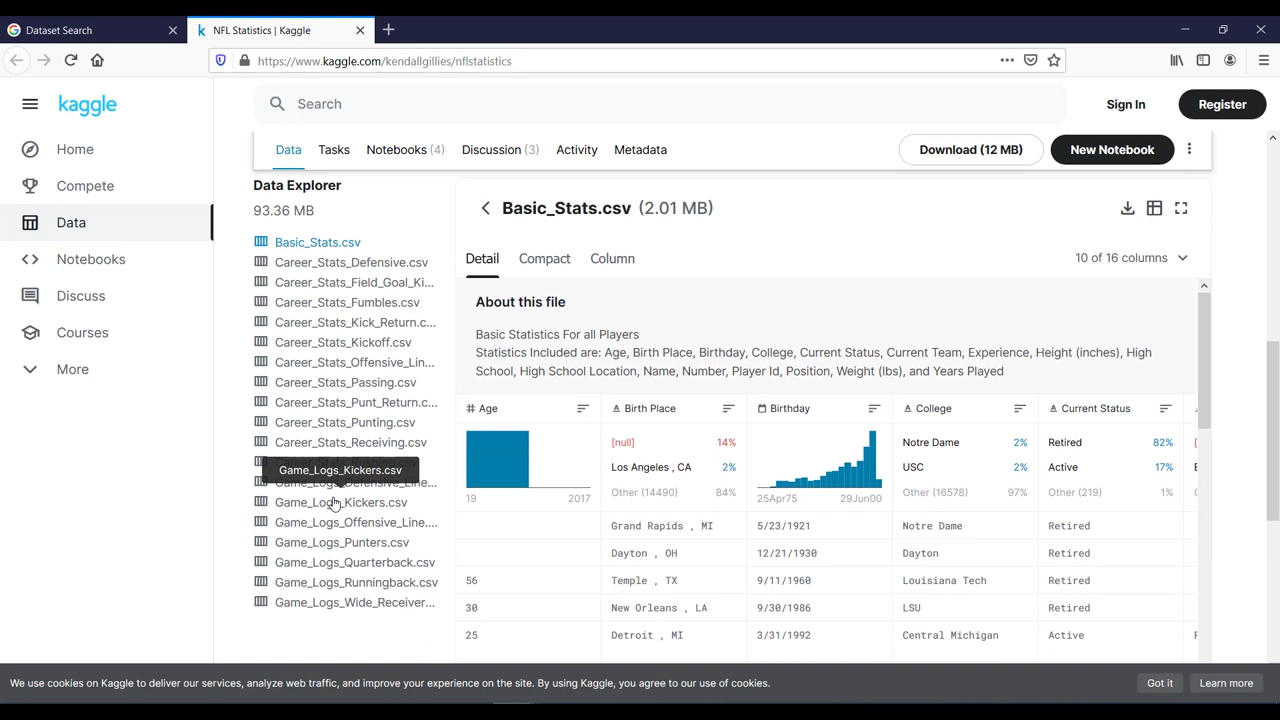 Dataset Search
NFL Statistics | Kaggle
https://www.kaggle.com/kendallgillies/nflstatistics
kaggle
Search
Sign In
Register
Home
Compete
Data
Notebooks
Discuss
Courses
More
Data
Tasks
Notebooks (4)
Discussion (3)
Activity
Metadata
Download (12 MB)
New Notebook
Data Explorer
93.36 MB
Basic_Stats.csv
Career_Stats_Defensive.csv
Career_Stats_Field_Goal_Ki...
Career_Stats_Fumbles.csv
Career_Stats_Kick_Return.c...
Career_Stats_Kickoff.csv
Career_Stats_Offensive_Lin...
Career_Stats_Passing.csv
Career_Stats_Punt_Return.c...
Career_Stats_Punting.csv
Career_Stats_Receiving.csv
Game_Logs_Kickers.csv
Game_Logs_Defensive_Line...
Game_Logs_Kickers.csv
Game_Logs_Offensive_Line....
Game_Logs_Punters.csv
Game_Logs_Quarterback.csv
Game_Logs_Runningback.csv
Game_Logs_Wide_Receiver...
Basic_Stats.csv (2.01 MB)
Detail Compact Column
10 of 16 columns
About this file
Basic Statistics For all Players
Statistics Included are: Age, Birth Place, Birthday, College, Current Status, Current Team, Experience, Height (inches), High
School, High School Location, Name, Number, Player Id, Position, Weight (lbs), and Years Played
# Age Birth Place Birthday College Current Status
[null] 14% Notre Dame 2% Retired 82%
Los Angeles , CA 2% USC 2% Active 17%
19 2017 Other (14490) 84% 25Apr75 29Jun00 Other (16578) 97% Other (219) 1%
Grand Rapids , MI 5/23/1921 Notre Dame Retired
Dayton , OH 12/21/1930 Dayton Retired
56 Temple , TX 9/11/1960 Louisiana Tech Retired
30 New Orleans , LA 9/30/1986 LSU Retired
25 Detroit , MI 3/31/1992 Central Michigan Active
We use cookies on Kaggle to deliver our services, analyze web traffic, and improve your experience on the site. By using Kaggle, you agree to our use of cookies.
Got it
Learn more